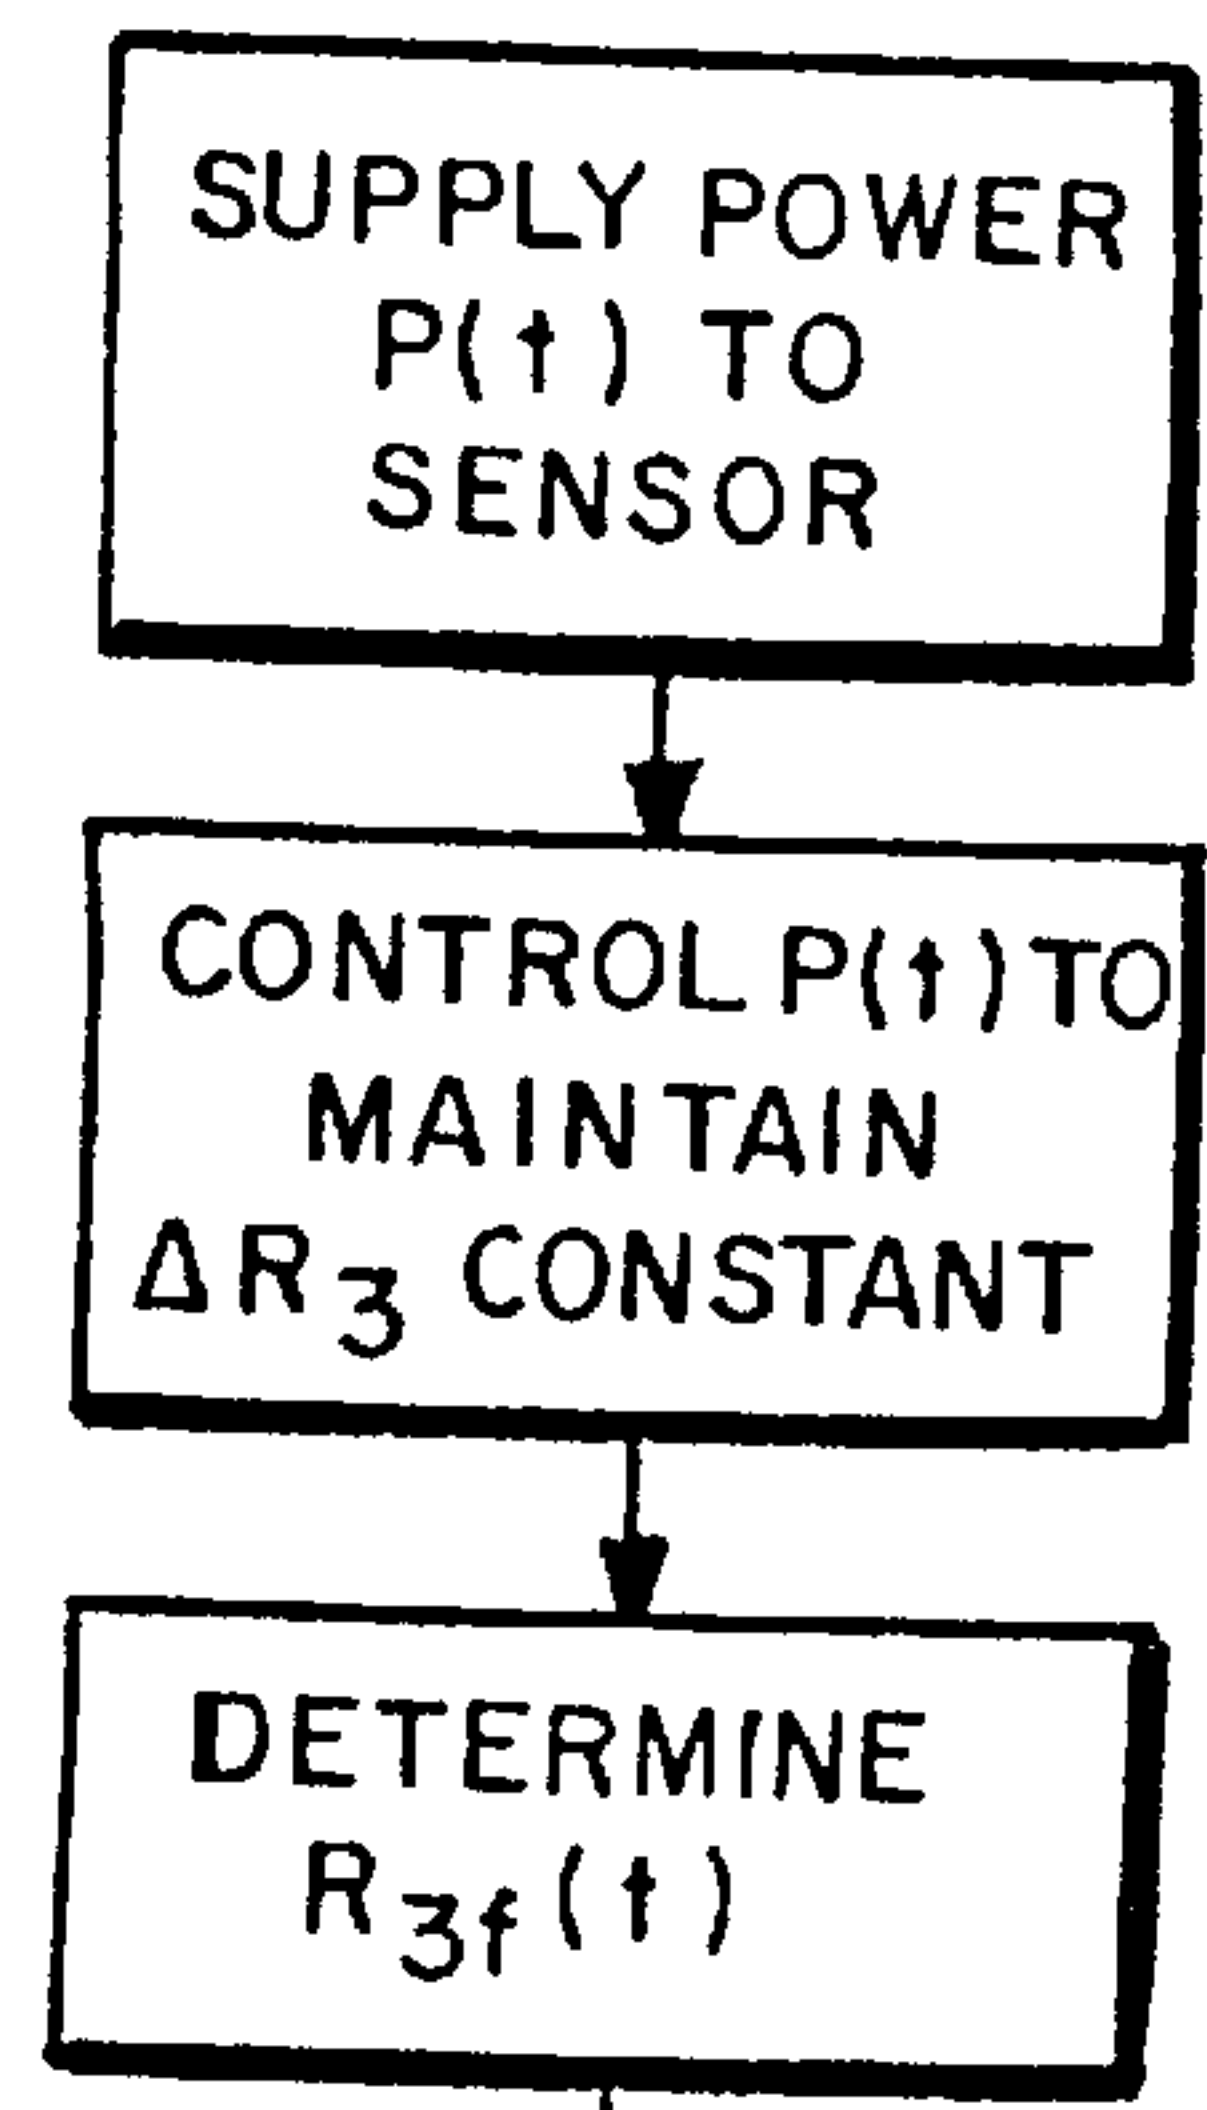 SUPPLY POWER
P(t) TO
SENSOR
CONTROL P(t) TO
MAINTAIN
ΔR₃ CONSTANT
DETERMINE
R₃f(t)